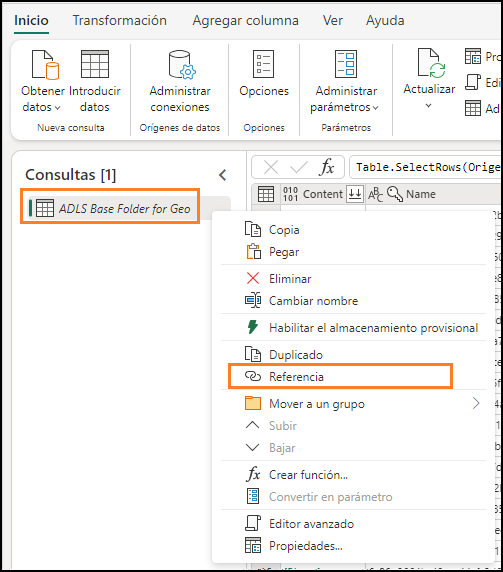 Inicio Transformación Agregar columna Ver Ayuda
Obtener datos Introducir datos
Administrar conexiones
Opciones
Administrar parámetros
Actualizar
Nueva consulta
Orígenes de datos
Opciones
Parámetros
Consultas [1]
fx Table.SelectRows(Orige
Content Name
ADLS Base Folder for Geo
Copia
Pegar
Eliminar
Cambiar nombre
Habilitar el almacenamiento provisional
Duplicado
Referencia
Mover a un grupo
Subir
Bajar
fx Crear función...
Convertir en parámetro
Editor avanzado
Propiedades...